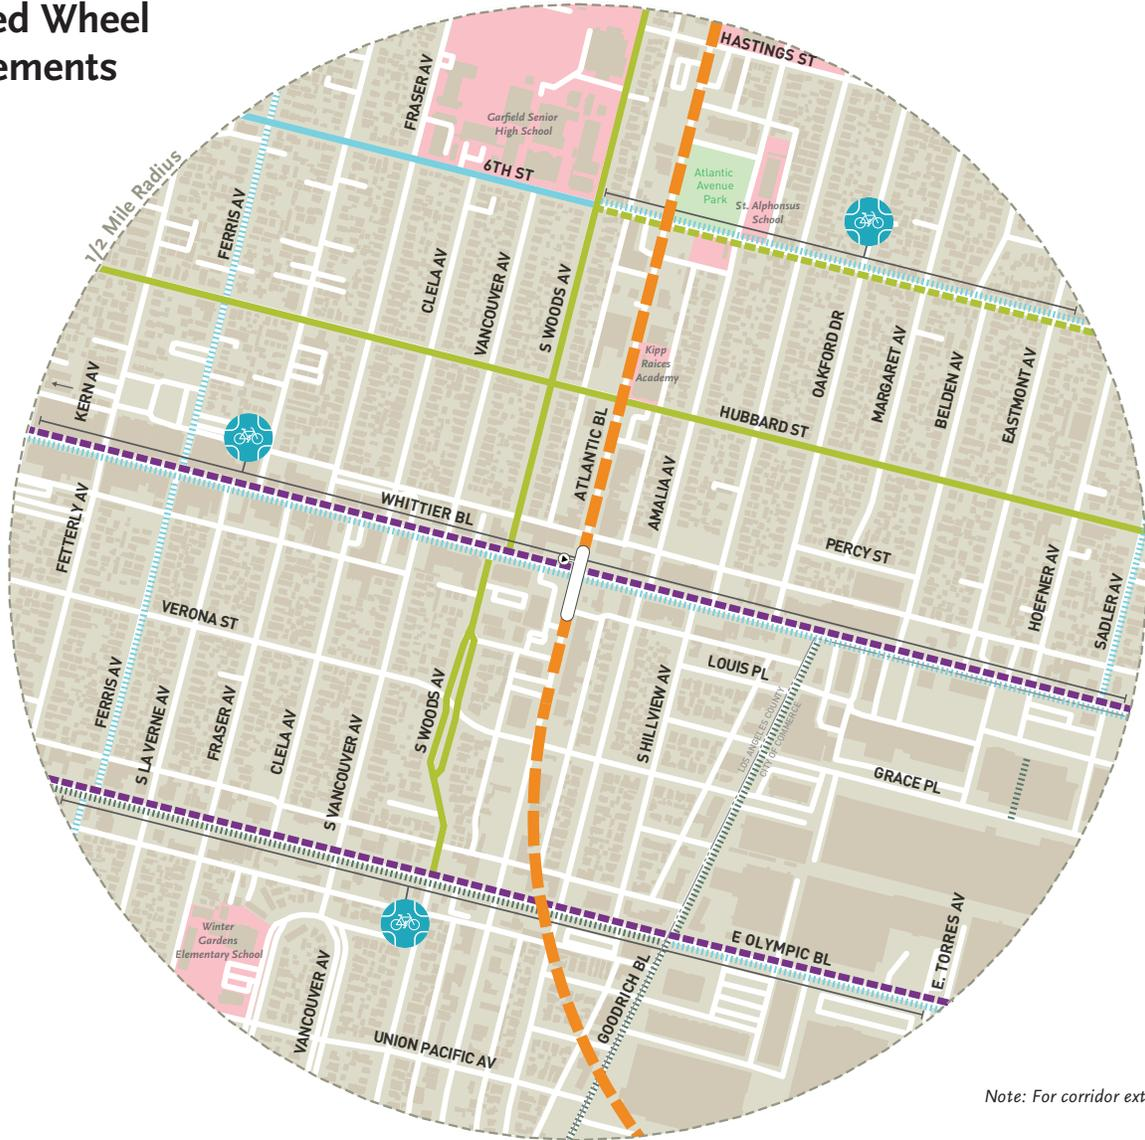 ed Wheel
ements
HASTINGS ST
FRASER AV
Garfield Senior
High School
6TH ST
1/2 Mile Radius
Atlantic
Avenue
Park
St. Alphonsus
School
FERRIS AV
CLELA AV
VANCOUVER AV
S WOODS AV
KERN AV
Kipp
Raices
Academy
OAKFORD DR
MARGARET AV
BELDEN AV
EASTMONT AV
HUBBARD ST
ATLANTIC BL
AMALIA AV
WHITTIER BL
FETTERLY AV
PERCY ST
HOEFNER AV
SADLER AV
VERONA ST
FERRIS AV
S LA VERNE AV
FRASER AV
CLELA AV
S VANCOUVER AV
S WOODS AV
S HILLVIEW AV
LOUIS PL
LOS ANGELES COUNTY
CITY OF COMMERCE
GRACE PL
Winter
Gardens
Elementary School
VANCOUVER AV
UNION PACIFIC AV
GOODRICH BL
E OLYMPIC BL
E. TORRES AV
Note: For corridor ext